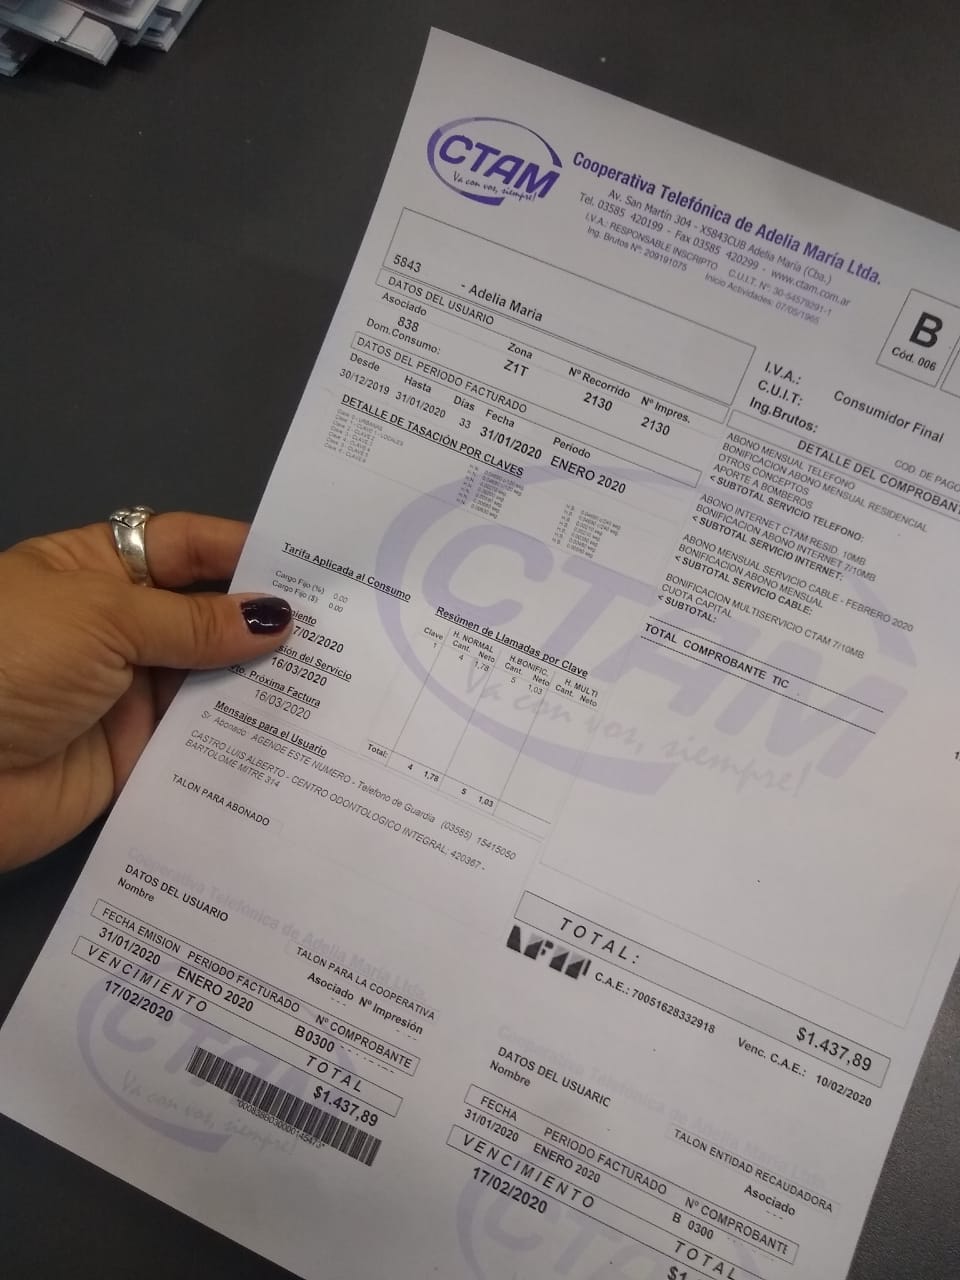 CTAM
Va con vos, siempre!
Cooperativa Telefónica de Adelia María Ltda.
Av. San Martín 304 - X5843CUB Adelia María (Cba.)
Tel. 03585 420199 - Fax 03585 420299 - www.ctam.com.ar
I.V.A.: RESPONSABLE INSCRIPTO C.U.I.T. Nº: 30-54579291-1
Ing. Brutos Nº: 209191075 Inicio Actividades: 07/05/1965
B
Cód. 006
5843 - Adelia Maria
DATOS DEL USUARIO
Asociado Zona Nº Recorrido Nº Impres.
838 Z1T 2130 2130
Dom.Consumo:
DATOS DEL PERIODO FACTURADO
Desde Hasta Días Fecha Periodo
30/12/2019 31/01/2020 33 31/01/2020 ENERO 2020
DETALLE DE TASACIÓN POR CLAVES
Tarifa Aplicada al Consumo
Cargo Fijo (%) 0,00
Cargo Fijo ($) 0,00
7/02/2020
del Servicio
16/03/2020
Próxima Factura
16/03/2020
Resúmen de Llamadas por Clave
H. NORMAL H.BONIFIC. H. MULTI
Clave Cant. Neto Cant. Neto Cant. Neto
1 4 1,78 5 1,03
Total: 4 1,78 5 1,03
Mensajes para el Usuario
Sr. Abonado: AGENDE ESTE NUMERO - Telefono de Guardia (03585) 15415050
CASTRO LUIS ALBERTO - CENTRO ODONTOLOGICO INTEGRAL: 420367 -
BARTOLOME MITRE 314
TALON PARA ABONADO
I.V.A.: Consumidor Final
C.U.I.T.:
Ing.Brutos:
COD. DE PAGO
DETALLE DEL COMPROBANT
ABONO MENSUAL TELEFONO
BONIFICACION ABONO MENSUAL RESIDENCIAL
OTROS CONCEPTOS
APORTE A BOMBEROS
< SUBTOTAL SERVICIO TELEFONO:
ABONO INTERNET CTAM RESID. 10MB
BONIFICACION ABONO INTERNET 7/10MB
< SUBTOTAL SERVICIO INTERNET:
ABONO MENSUAL SERVICIO CABLE - FEBRERO 2020
BONIFICACION ABONO MENSUAL
< SUBTOTAL SERVICIO CABLE:
BONIFICACION MULTISERVICIO CTAM 7/10MB
CUOTA CAPITAL
< SUBTOTAL:
TOTAL COMPROBANTE TIC
CTAM
Va con vos, siempre!
TOTAL: $1.437,89
C.A.E.: 70051628332918 Venc. C.A.E.: 10/02/2020
DATOS DEL USUARIO
Nombre
TALON PARA LA COOPERATIVA
Asociado Nº Impresión
FECHA EMISION PERIODO FACTURADO Nº COMPROBANTE
31/01/2020 ENERO 2020 B0300
VENCIMIENTO TOTAL
17/02/2020 $1.437,89
DATOS DEL USUARIC
Nombre
TALON ENTIDAD RECAUDADORA
Asociado
FECHA PERIODO FACTURADO Nº COMPROBANTE
31/01/2020 ENERO 2020 B 0300
VENCIMIENTO TOTAL
17/02/2020 $1